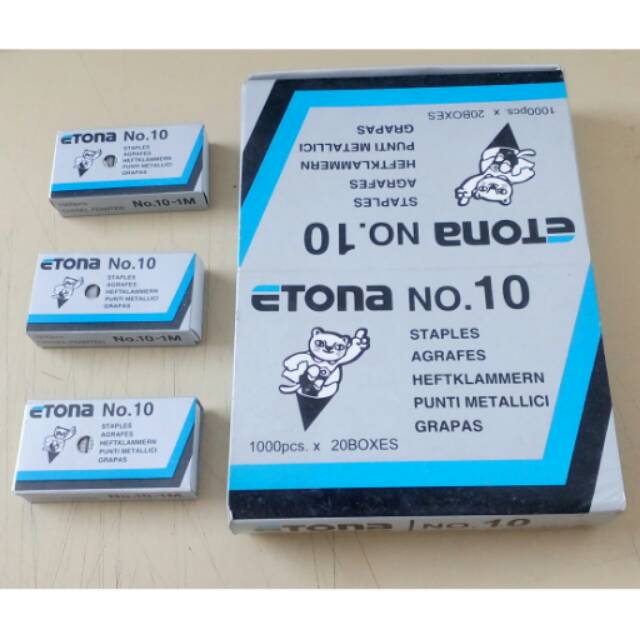 ETONA No.10
STAPLES
AGRAFES
HEFTKLAMMERN
PUNTI METALLICI
GRAPAS
No.10-1M
ETONA No.10
STAPLES
AGRAFES
HEFTKLAMMERN
PUNTI METALLICI
GRAPAS
No.10-1M
ETONA No.10
STAPLES
AGRAFES
HEFTKLAMMERN
PUNTI METALLICI
GRAPAS
No.10-1M
ETONA NO.10
STAPLES
AGRAFES
HEFTKLAMMERN
PUNTI METALLICI
GRAPAS
1000pcs. x 20BOXES
ETONA NO.10
STAPLES
AGRAFES
HEFTKLAMMERN
PUNTI METALLICI
GRAPAS
1000pcs. x 20BOXES
ETONA NO.10